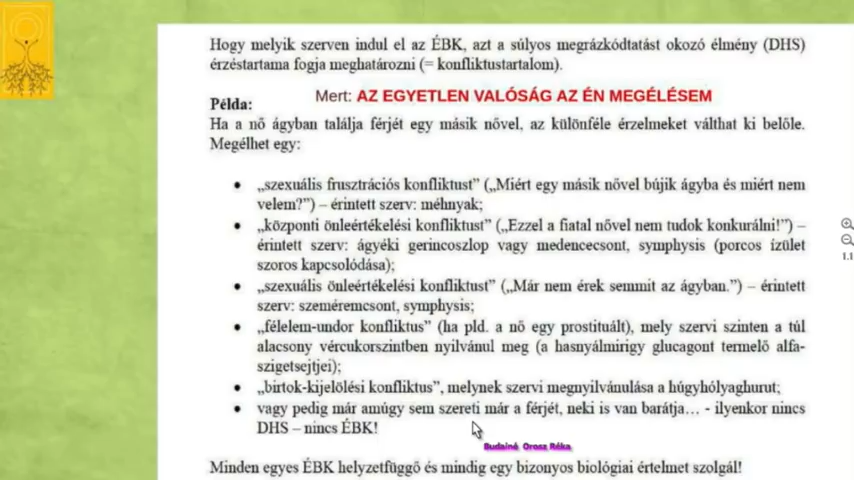 Hogy melyik szerven indul el az ÉBK, azt a súlyos megrázkódtatást okozó élmény (DHS)
érzéstartama fogja meghatározni (= konfliktustartalom).
Mert: AZ EGYETLEN VALÓSÁG AZ ÉN MEGÉLÉSEM
Példa:
Ha a nő ágyban találja férjét egy másik nővel, az különféle érzelmeket válthat ki belőle.
Megélhet egy:
• „szexuális frusztrációs konfliktust" („Miért egy másik nővel bújik ágyba és miért nem
velem?") – érintett szerv: méhnyak;
• „központi önleértékelési konfliktust" („Ezzel a fiatal nővel nem tudok konkurálni!") –
érintett szerv: ágyéki gerincoszlop vagy medencecsont, symphysis (porcos ízület
szoros kapcsolódása);
• „szexuális önleértékelési konfliktust" („Már nem érek semmit az ágyban.") – érintett
szerv: szeméremcsont, symphysis;
• „félelem-undor konfliktus" (ha pld. a nő egy prostituált), mely szervi szinten a túl
alacsony vércukorszintben nyilvánul meg (a hasnyálmirigy glucagont termelő alfa-
szigetsejtjei);
• „birtok-kijelölési konfliktus", melynek szervi megnyilvánulása a húgyhólyaghurut;
• vagy pedig már amúgy sem szereti már a férjét, neki is van barátja… - ilyenkor nincs
DHS – nincs ÉBK!
Budainé Orosz Réka
Minden egyes ÉBK helyzetfüggő és mindig egy bizonyos biológiai értelmet szolgál!
1.1